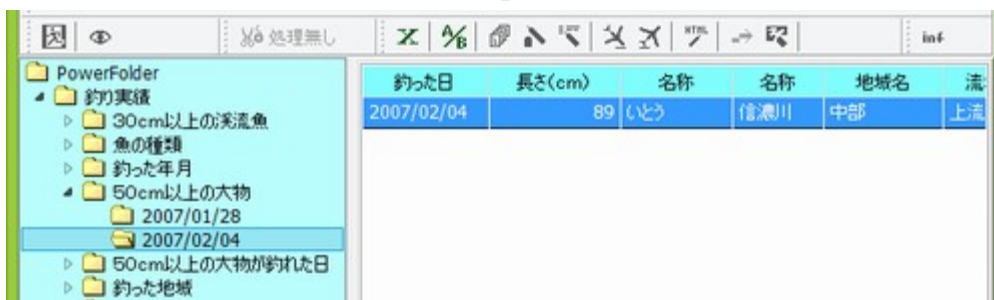 処理無し
A/B
HTML
inf
PowerFolder
釣り実績
30cm以上の渓流魚
魚の種類
釣った年月
50cm以上の大物
2007/01/28
2007/02/04
50cm以上の大物が釣れた日
釣った地域
釣った日 長さ(cm) 名称 名称 地域名 流
2007/02/04 89 いとう 信濃川 中部 上流